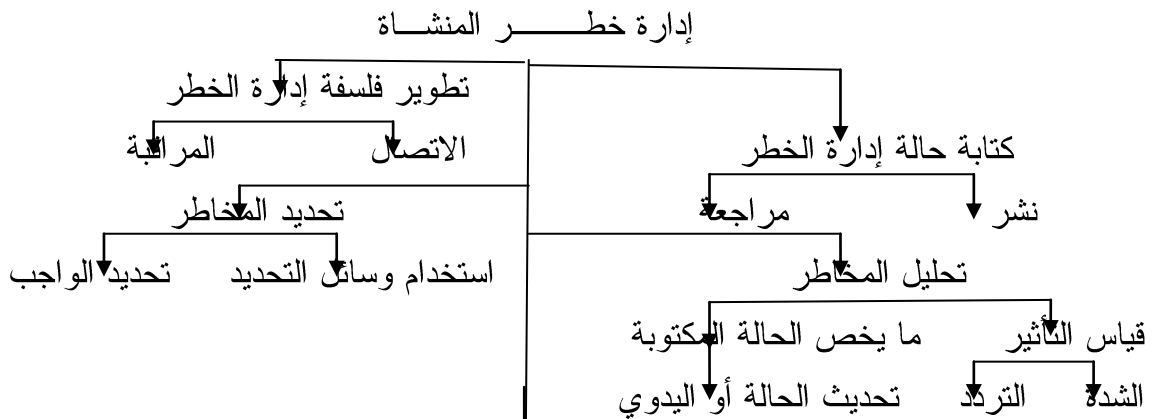 إدارة خطـــــــر المنشـــاة
تطوير فلسفة إدارة الخطر
كتابة حالة إدارة الخطر
الاتصال
المراقبة
نشر
مراجعة
تحديد المخاطر
تحليل المخاطر
استخدام وسائل التحديد
تحديد الواجب
قياس التأثير
ما يخص الحالة المكتوبة
الشدة
التردد
تحديث الحالة أو اليدوي